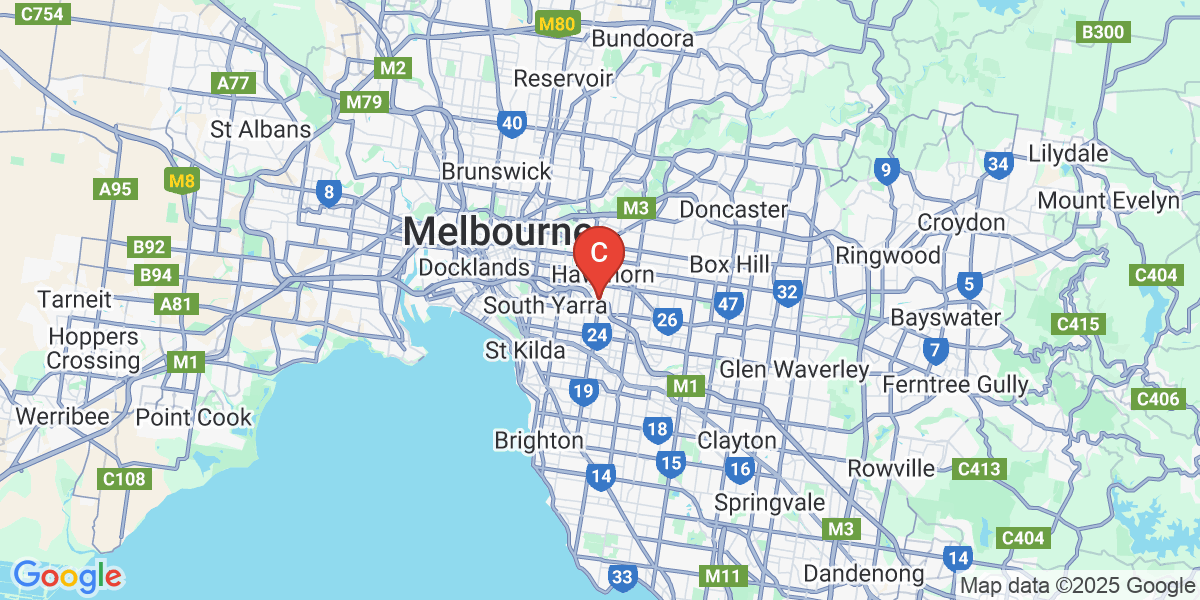 C754
M80
B300
Bundoora
M2
Reservoir
A77
M79
40
St Albans
Lilydale
34
9
Brunswick
M8
A95
8
Mount Evelyn
M3
Doncaster
Croydon
Melbourne
B92
Ringwood
C
Box Hill
Docklands
Hawthorn
B94
C404
5
32
Tarneit
A81
South Yarra
47
26
Bayswater
C415
24
Hoppers
Crossing
St Kilda
7
M1
Glen Waverley
M1
Ferntree Gully
19
C406
Werribee
Point Cook
18
Brighton
Clayton
15
16
Rowville
C413
C108
14
Springvale
M3
C404
14
Google
33
M11
Dandenong
Map data ©2025 Google